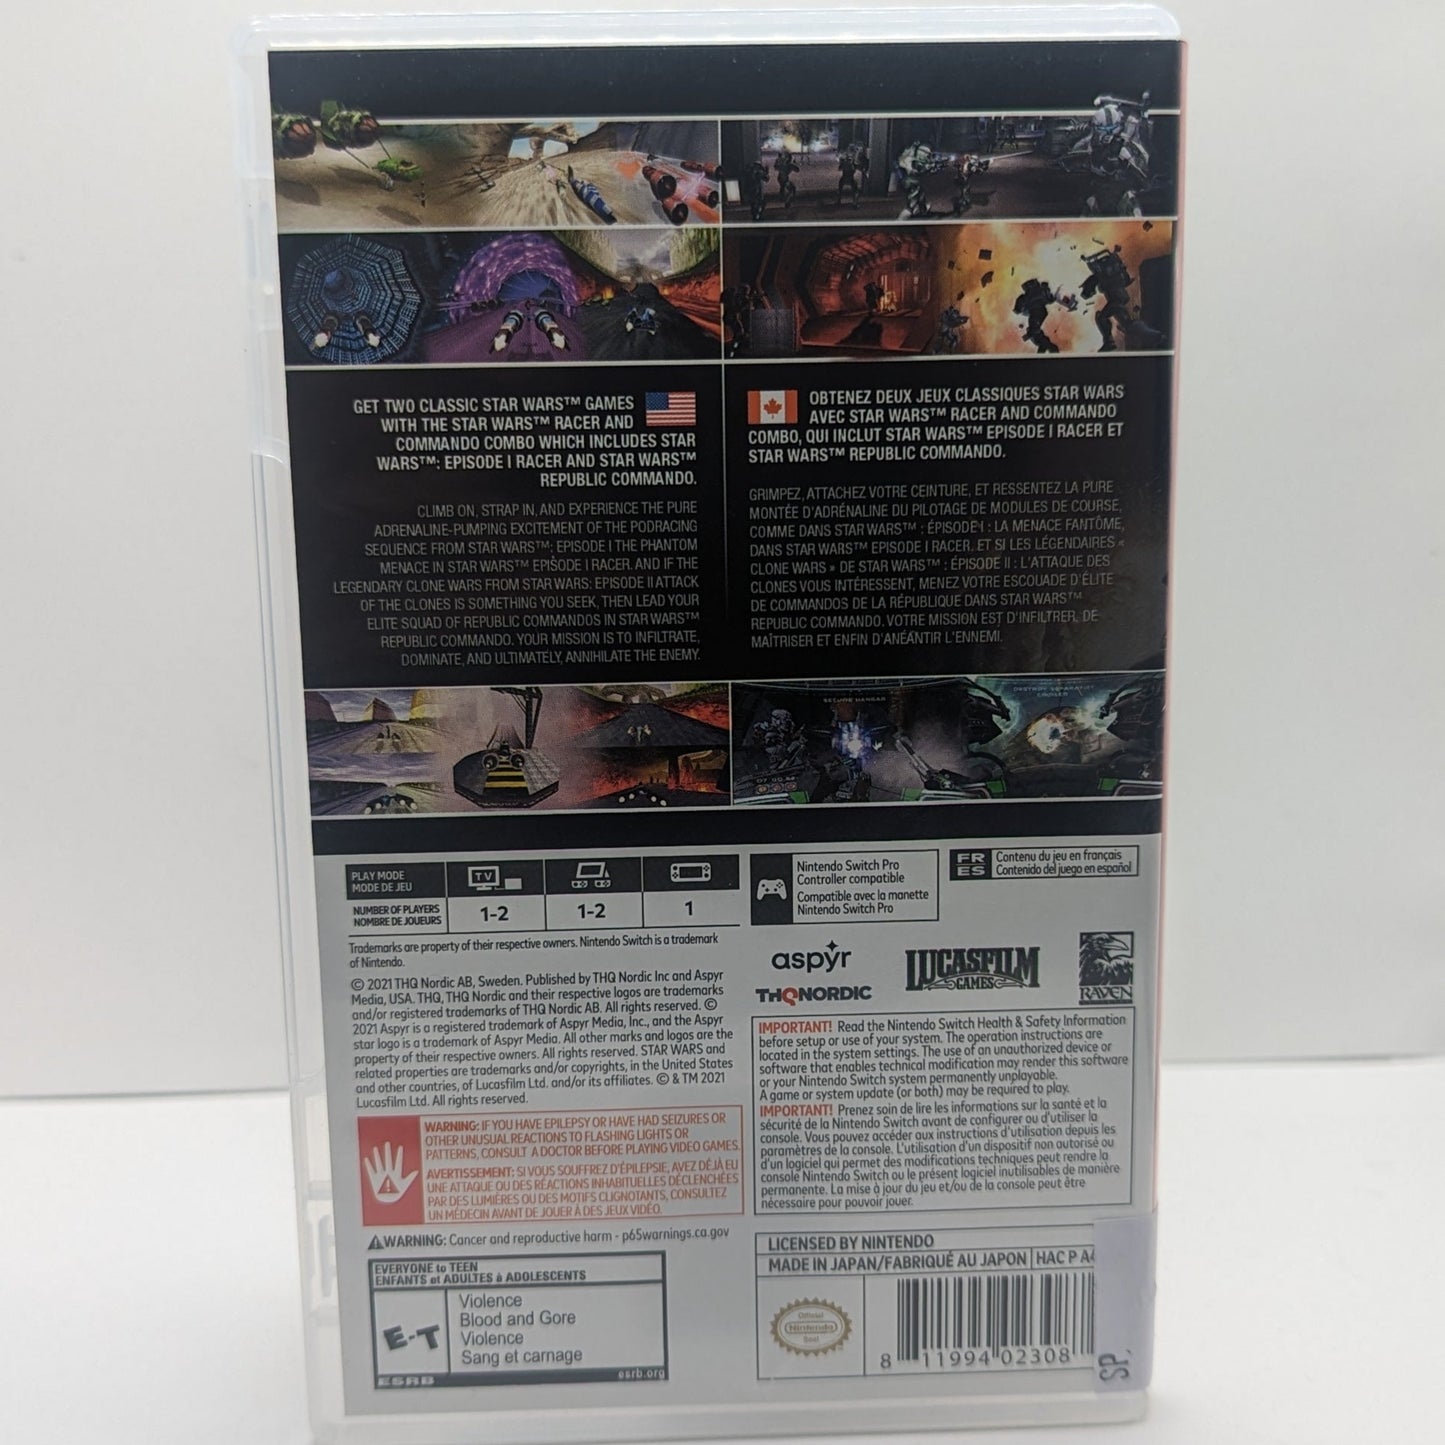 GET TWO CLASSIC STAR WARS™ GAMES
WITH THE STAR WARS™ RACER AND
COMMANDO COMBO WHICH INCLUDES STAR
WARS™: EPISODE I RACER AND STAR WARS™
REPUBLIC COMMANDO.
CLIMB ON, STRAP IN, AND EXPERIENCE THE PURE
ADRENALINE-PUMPING EXCITEMENT OF THE PODRACING
SEQUENCE FROM STAR WARS™: EPISODE I THE PHANTOM
MENACE IN STAR WARS™ EPISODE I RACER. AND IF THE
LEGENDARY CLONE WARS FROM STAR WARS: EPISODE II ATTACK
OF THE CLONES IS SOMETHING YOU SEEK, THEN LEAD YOUR
ELITE SQUAD OF REPUBLIC COMMANDOS IN STAR WARS™
REPUBLIC COMMANDO. YOUR MISSION IS TO INFILTRATE,
DOMINATE, AND ULTIMATELY, ANNIHILATE THE ENEMY.
OBTENEZ DEUX JEUX CLASSIQUES STAR WARS
AVEC STAR WARS™ RACER AND COMMANDO
COMBO, QUI INCLUT STAR WARS™ EPISODE I RACER ET
STAR WARS™ REPUBLIC COMMANDO.
GRIMPEZ, ATTACHEZ VOTRE CEINTURE, ET RESSENTEZ LA PURE
MONTÉE D'ADRÉNALINE DU PILOTAGE DE MODULES DE COURSE,
COMME DANS STAR WARS™ : ÉPISODE I : LA MENACE FANTÔME,
DANS STAR WARS™ EPISODE I RACER. ET SI LES LÉGENDAIRES «
CLONE WARS » DE STAR WARS™ : ÉPISODE II : L'ATTAQUE DES
CLONES VOUS INTÉRESSENT, MENEZ VOTRE ESCOUADE D'ÉLITE
DE COMMANDOS DE LA RÉPUBLIQUE DANS STAR WARS™
REPUBLIC COMMANDO. VOTRE MISSION EST D'INFILTRER, DE
MAÎTRISER ET ENFIN D'ANÉANTIR L'ENNEMI.
SECURE HANGAR
DESTROY SEPARATIST
CRUISER
PLAY MODE
MODE DE JEU
TV
NUMBER OF PLAYERS
NOMBRE DE JOUEURS
1-2
1-2
1
Nintendo Switch Pro
Controller compatible
Compatible avec la manette
Nintendo Switch Pro
FR
ES
Contenu du jeu en français
Contenido del juego en español
Trademarks are property of their respective owners. Nintendo Switch is a trademark
of Nintendo.
© 2021 THQ Nordic AB, Sweden. Published by THQ Nordic Inc and Aspyr
Media, USA. THQ, THQ Nordic and their respective logos are trademarks
and/or registered trademarks of THQ Nordic AB. All rights reserved. ©
2021 Aspyr is a registered trademark of Aspyr Media, Inc., and the Aspyr
star logo is a trademark of Aspyr Media. All other marks and logos are the
property of their respective owners. All rights reserved. STAR WARS and
related properties are trademarks and/or copyrights, in the United States
and other countries, of Lucasfilm Ltd. and/or its affiliates. © & TM 2021
Lucasfilm Ltd. All rights reserved.
aspyr
THQ NORDIC
LUCASFILM
GAMES
RAVEN
IMPORTANT! Read the Nintendo Switch Health & Safety Information
before setup or use of your system. The operation instructions are
located in the system settings. The use of an unauthorized device or
software that enables technical modification may render this software
or your Nintendo Switch system permanently unplayable.
A game or system update (or both) may be required to play.
IMPORTANT! Prenez soin de lire les informations sur la santé et la
sécurité de la Nintendo Switch avant de configurer ou d'utiliser la
console. Vous pouvez accéder aux instructions d'utilisation depuis les
paramètres de la console. L'utilisation d'un dispositif non autorisé ou
d'un logiciel qui permet des modifications techniques peut rendre la
console Nintendo Switch ou le présent logiciel inutilisables de manière
permanente. La mise à jour du jeu et/ou de la console peut être
nécessaire pour pouvoir jouer.
WARNING: IF YOU HAVE EPILEPSY OR HAVE HAD SEIZURES OR
OTHER UNUSUAL REACTIONS TO FLASHING LIGHTS OR
PATTERNS, CONSULT A DOCTOR BEFORE PLAYING VIDEO GAMES.
AVERTISSEMENT: SI VOUS SOUFFREZ D'ÉPILEPSIE, AVEZ DÉJÀ EU
UNE ATTAQUE OU DES RÉACTIONS INHABITUELLES DÉCLENCHÉES
PAR DES LUMIÈRES OU DES MOTIFS CLIGNOTANTS, CONSULTEZ
UN MÉDECIN AVANT DE JOUER À DES JEUX VIDÉO.
WARNING: Cancer and reproductive harm - p65warnings.ca.gov
EVERYONE to TEEN
ENFANTS et ADULTES à ADOLESCENTS
E-T
Violence
Blood and Gore
Violence
Sang et carnage
ESRB
esrb.org
LICENSED BY NINTENDO
MADE IN JAPAN/FABRIQUÉ AU JAPON
HAC P A
Official
Nintendo
Seal
8 11994 02308
SP.